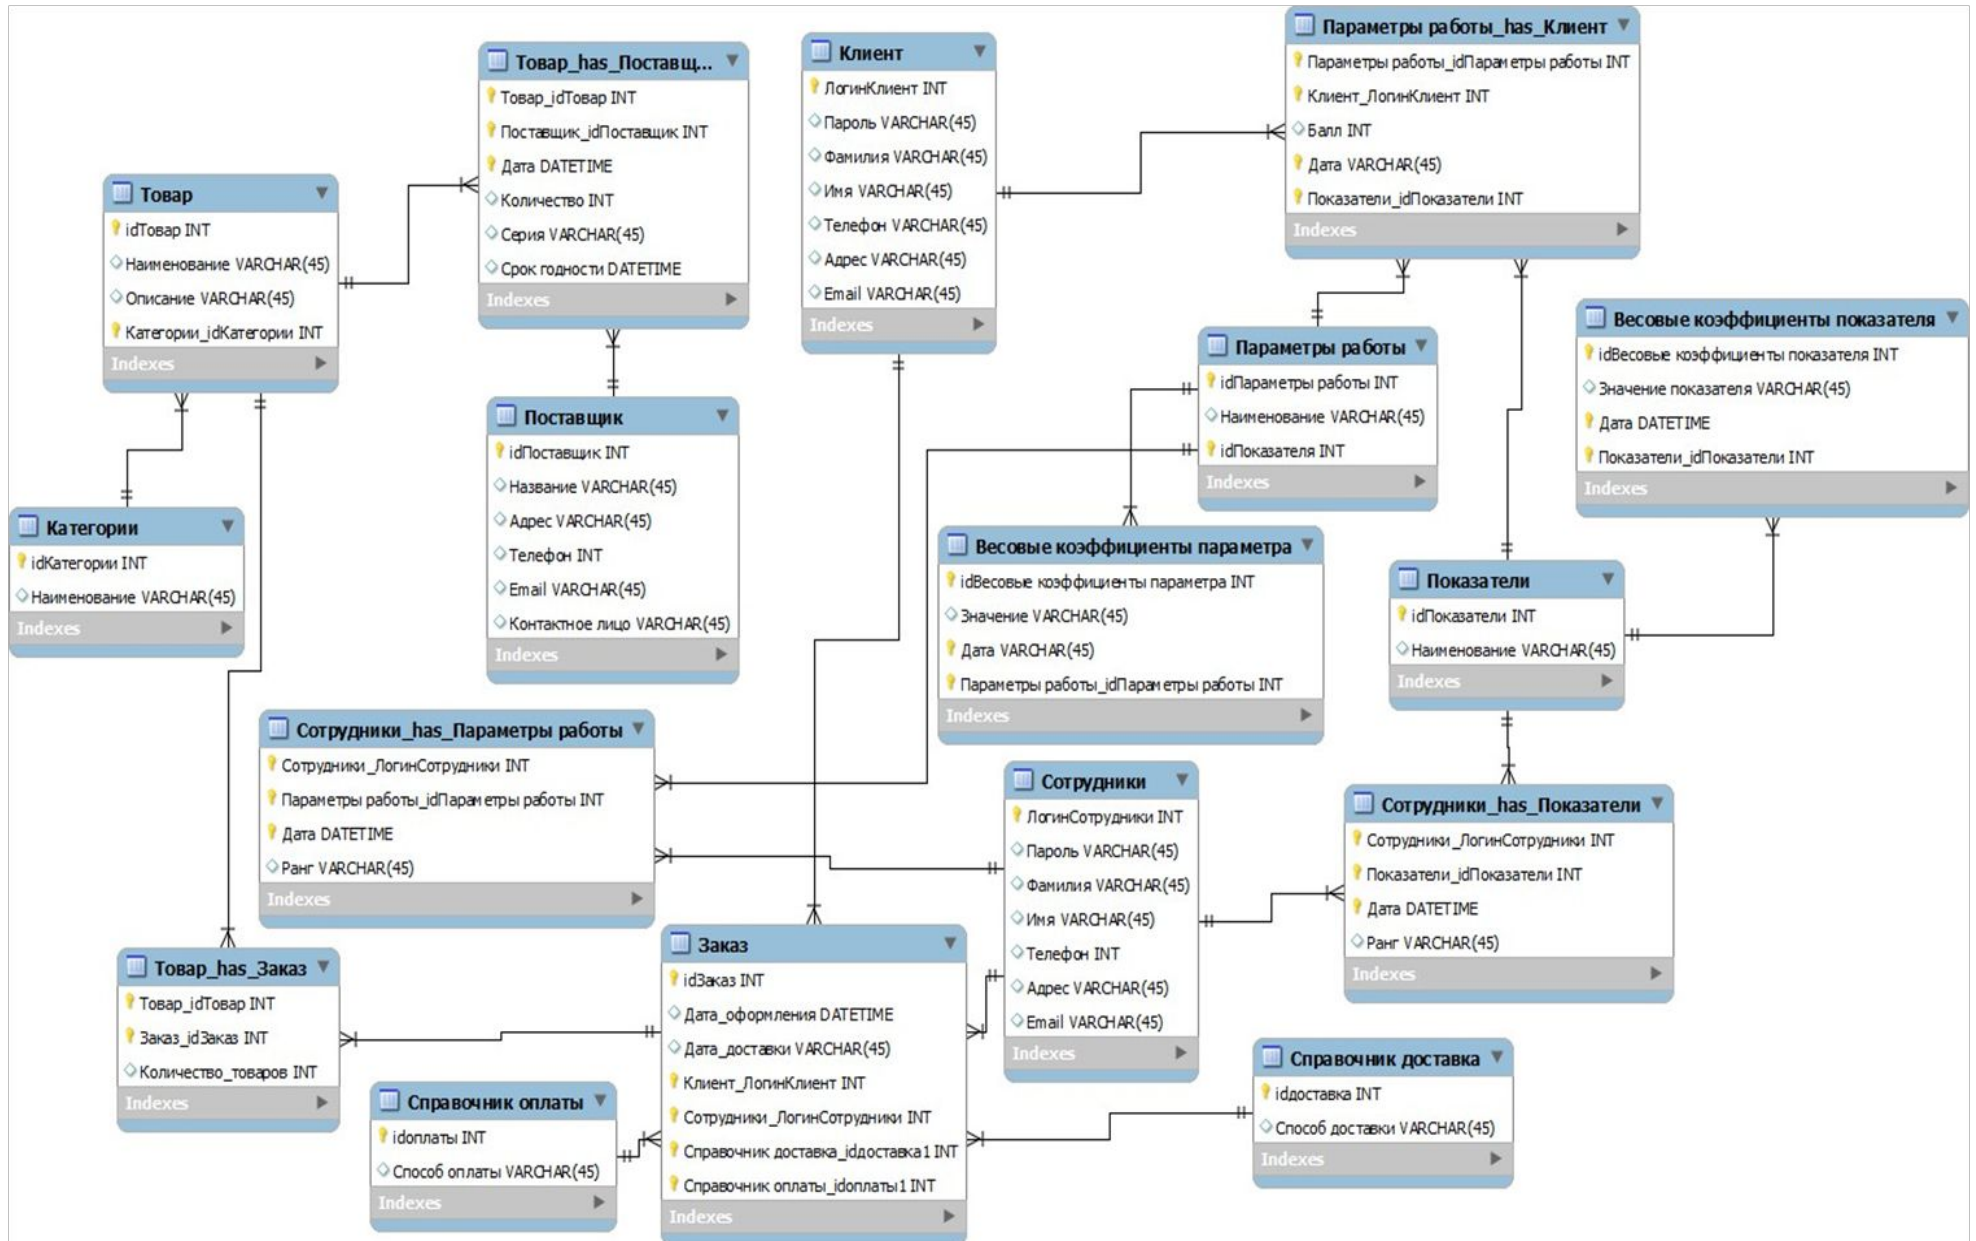 Товар_has_Поставщ...
Товар_idТовар INT
Поставщик_idПоставщик INT
Дата DATETIME
Количество INT
Серия VARCHAR(45)
Срок годности DATETIME
Indexes
Клиент
ЛогинКлиент INT
Пароль VARCHAR(45)
Фамилия VARCHAR(45)
Имя VARCHAR(45)
Телефон VARCHAR(45)
Адрес VARCHAR(45)
Email VARCHAR(45)
Indexes
Параметры работы_has_Клиент
Параметры работы_idПараметры работы INT
Клиент_ЛогинКлиент INT
Балл INT
Дата VARCHAR(45)
Показатели_idПоказатели INT
Indexes
Товар
idТовар INT
Наименование VARCHAR(45)
Описание VARCHAR(45)
Категории_idКатегории INT
Indexes
Поставщик
idПоставщик INT
Название VARCHAR(45)
Адрес VARCHAR(45)
Телефон INT
Email VARCHAR(45)
Контактное лицо VARCHAR(45)
Indexes
Параметры работы
idПараметры работы INT
Наименование VARCHAR(45)
idПоказателя INT
Indexes
Весовые коэффициенты показателя
idВесовые коэффициенты показателя INT
Значение показателя VARCHAR(45)
Дата DATETIME
Показатели_idПоказатели INT
Indexes
Категории
idКатегории INT
Наименование VARCHAR(45)
Indexes
Весовые коэффициенты параметра
idВесовые коэффициенты параметра INT
Значение VARCHAR(45)
Дата VARCHAR(45)
Параметры работы_idПараметры работы INT
Indexes
Показатели
idПоказатели INT
Наименование VARCHAR(45)
Indexes
Сотрудники_has_Параметры работы
Сотрудники_ЛогинСотрудники INT
Параметры работы_idПараметры работы INT
Дата DATETIME
Ранг VARCHAR(45)
Indexes
Сотрудники
ЛогинСотрудники INT
Пароль VARCHAR(45)
Фамилия VARCHAR(45)
Имя VARCHAR(45)
Телефон INT
Адрес VARCHAR(45)
Email VARCHAR(45)
Indexes
Сотрудники_has_Показатели
Сотрудники_ЛогинСотрудники INT
Показатели_idПоказатели INT
Дата DATETIME
Ранг VARCHAR(45)
Indexes
Товар_has_Заказ
Товар_idТовар INT
Заказ_idЗаказ INT
Количество_товаров INT
Indexes
Заказ
idЗаказ INT
Дата_оформления DATETIME
Дата_доставки VARCHAR(45)
Клиент_ЛогинКлиент INT
Сотрудники_ЛогинСотрудники INT
Справочник доставка_idдоставка1 INT
Справочник оплаты_idоплаты1 INT
Indexes
Справочник оплаты
idоплаты INT
Способ оплаты VARCHAR(45)
Indexes
Справочник доставка
idдоставка INT
Способ доставки VARCHAR(45)
Indexes